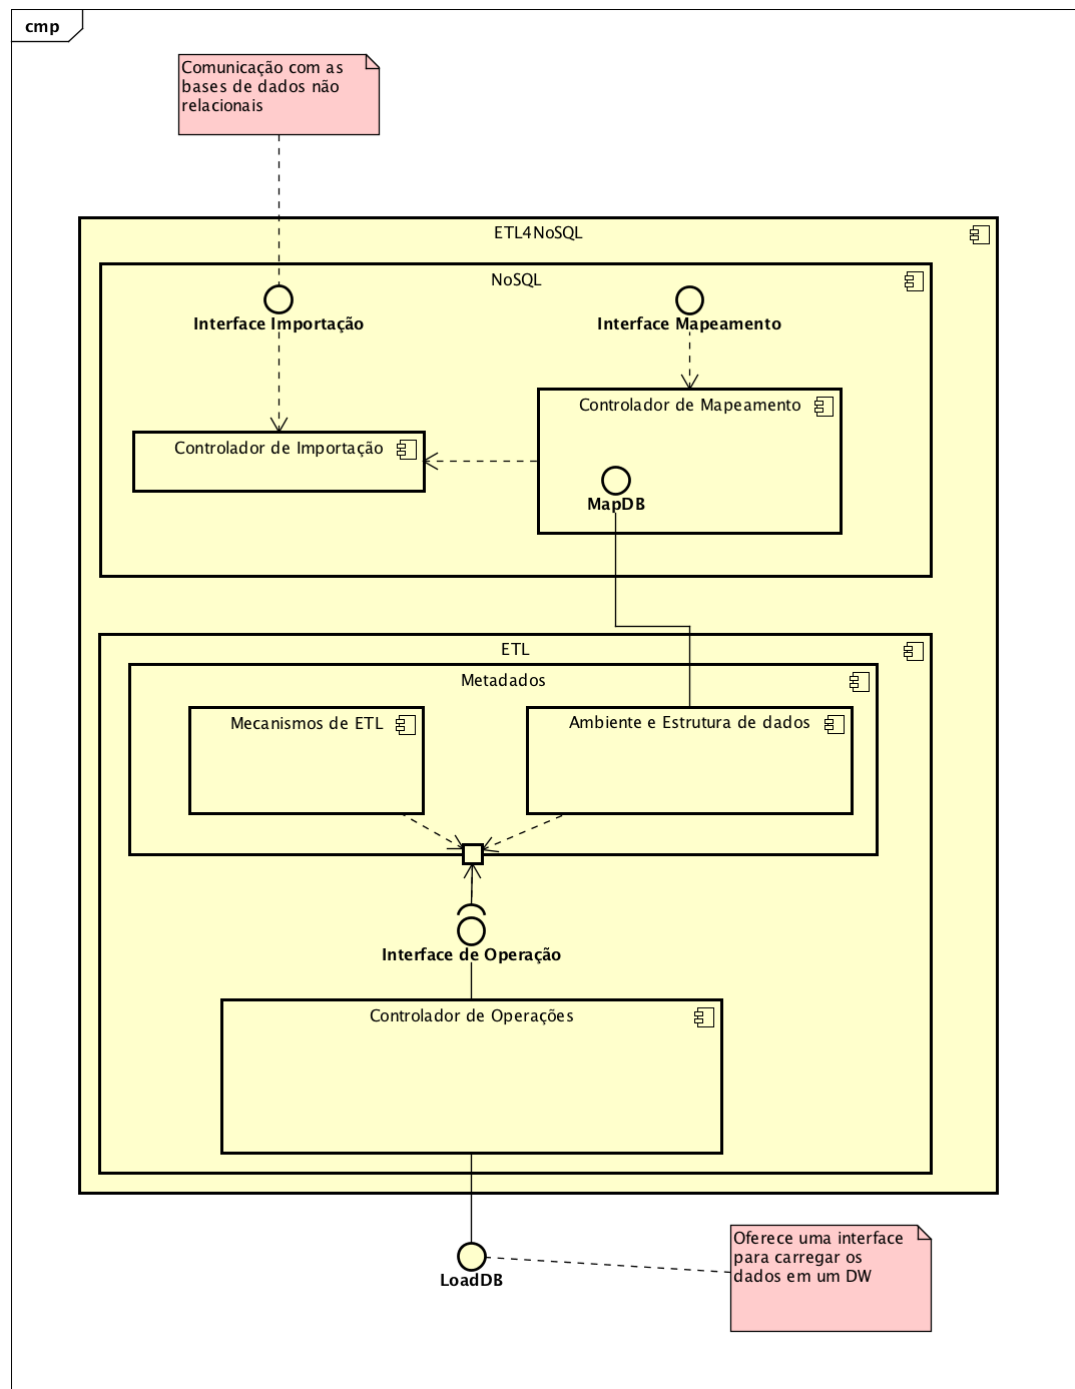 cmp
Comunicação com as
bases de dados não
relacionais
ETL4NoSQL
NoSQL
Interface Importação
Interface Mapeamento
Controlador de Mapeamento
Controlador de Importação
MapDB
ETL
Metadados
Mecanismos de ETL
Ambiente e Estrutura de dados
Interface de Operação
Controlador de Operações
Oferece uma interface
para carregar os
dados em um DW
LoadDB